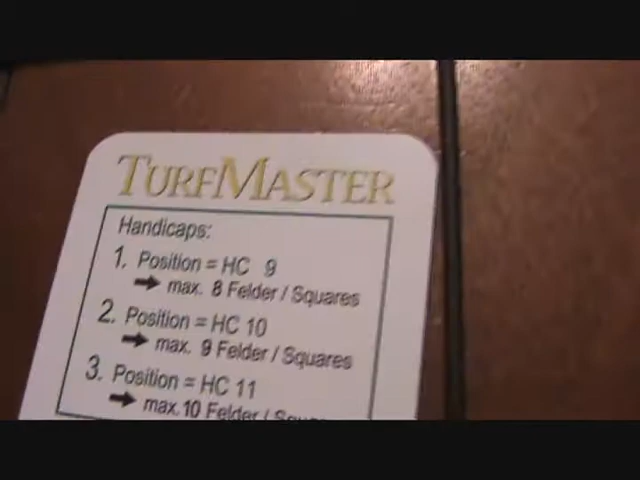 TURFMASTER
Handicaps:
1. Position = HC 9
➡ max. 8 Felder / Squares
2. Position = HC 10
➡ max. 9 Felder / Squares
3. Position = HC 11
➡ max. 10 Felder /